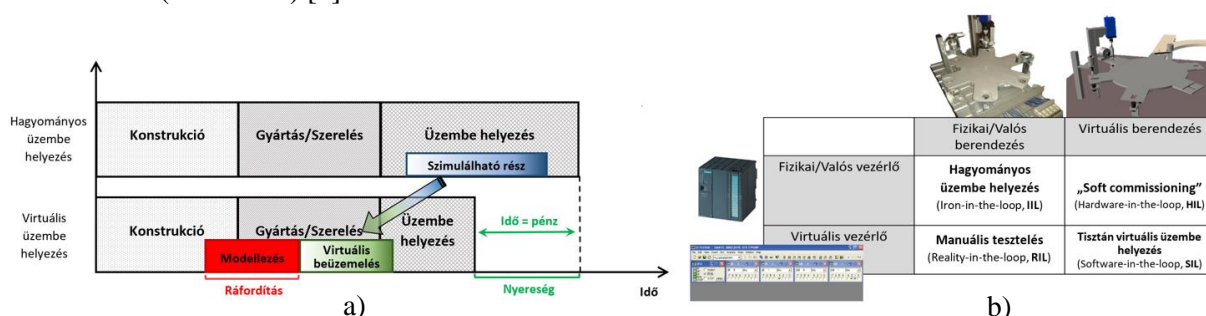 Hagyományos
üzembe
helyezés
Konstrukció
Gyártás/Szerelés
Üzembe helyezés
Szimulálható rész
Virtuális
üzembe
helyezés
Konstrukció
Gyártás/Szerelés
Üzembe
helyezés
Modellezés
Virtuális
beüzemelés
Idő = pénz
Ráfordítás
Nyereség
Idő
a)
Fizikai/Valós
berendezés
Virtuális berendezés
Fizikai/Valós vezérlő
Hagyományos
üzembe helyezés
(Iron-in-the-loop, IIL)
„Soft commissioning”
(Hardware-in-the-loop, HIL)
Virtuális vezérlő
Manuális tesztelés
(Reality-in-the-loop, RIL)
Tisztán virtuális üzembe
helyezés
(Software-in-the-loop, SIL)
b)